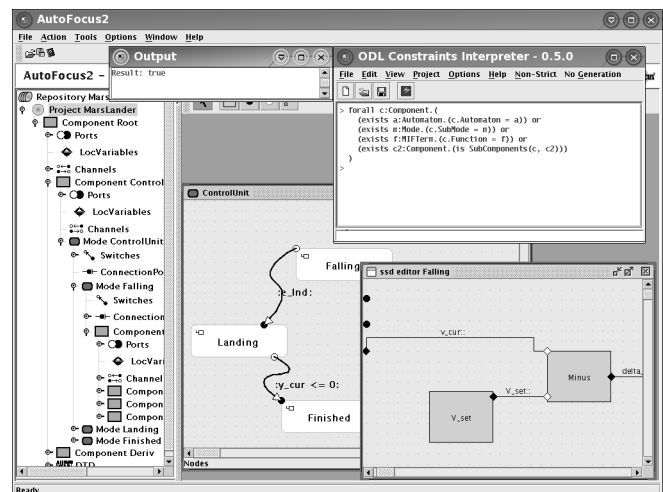 AutoFocus2
File Action Tools Options Window Help
Output
Result: true
ODL Constraints Interpreter - 0.5.0
File Edit View Project Options Help Non-Strict No Generation
> forall c:Component.(
(exists a:Automaton.(c.Automaton = a)) or
(exists m:Mode.(c.SubMode = m)) or
(exists f:MIFTerm.(c.Function = f)) or
(exists c2:Component.(is SubComponents(c, c2)))
)
>
AutoFocus2 -
Repository Mars
Project MarsLander
Component Root
Ports
LocVariables
Channels
Component Control
Ports
LocVariables
Channels
Mode ControlUnit
Switches
ConnectionPo
Mode Falling
Switches
Connection
Component
Ports
LocVari
Channel
Compon
Compon
Compon
Mode Landing
Mode Finished
Component Deriv
DTD
ControlUnit
Falling
:e_lnd:
Landing
:y_cur <= 0:
Finished
Nodes
ssd editor Falling
v_cur::
Minus
delta_
V_set::
V_set
Ready